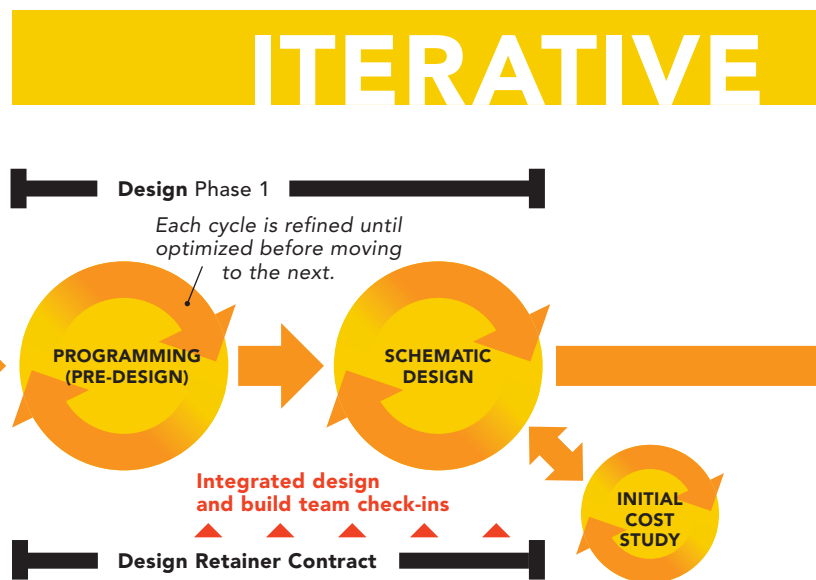 ITERATIVE
Design Phase 1
Each cycle is refined until
optimized before moving
to the next.
PROGRAMMING
(PRE-DESIGN)
SCHEMATIC
DESIGN
Integrated design
and build team check-ins
INITIAL
COST
STUDY
Design Retainer Contract